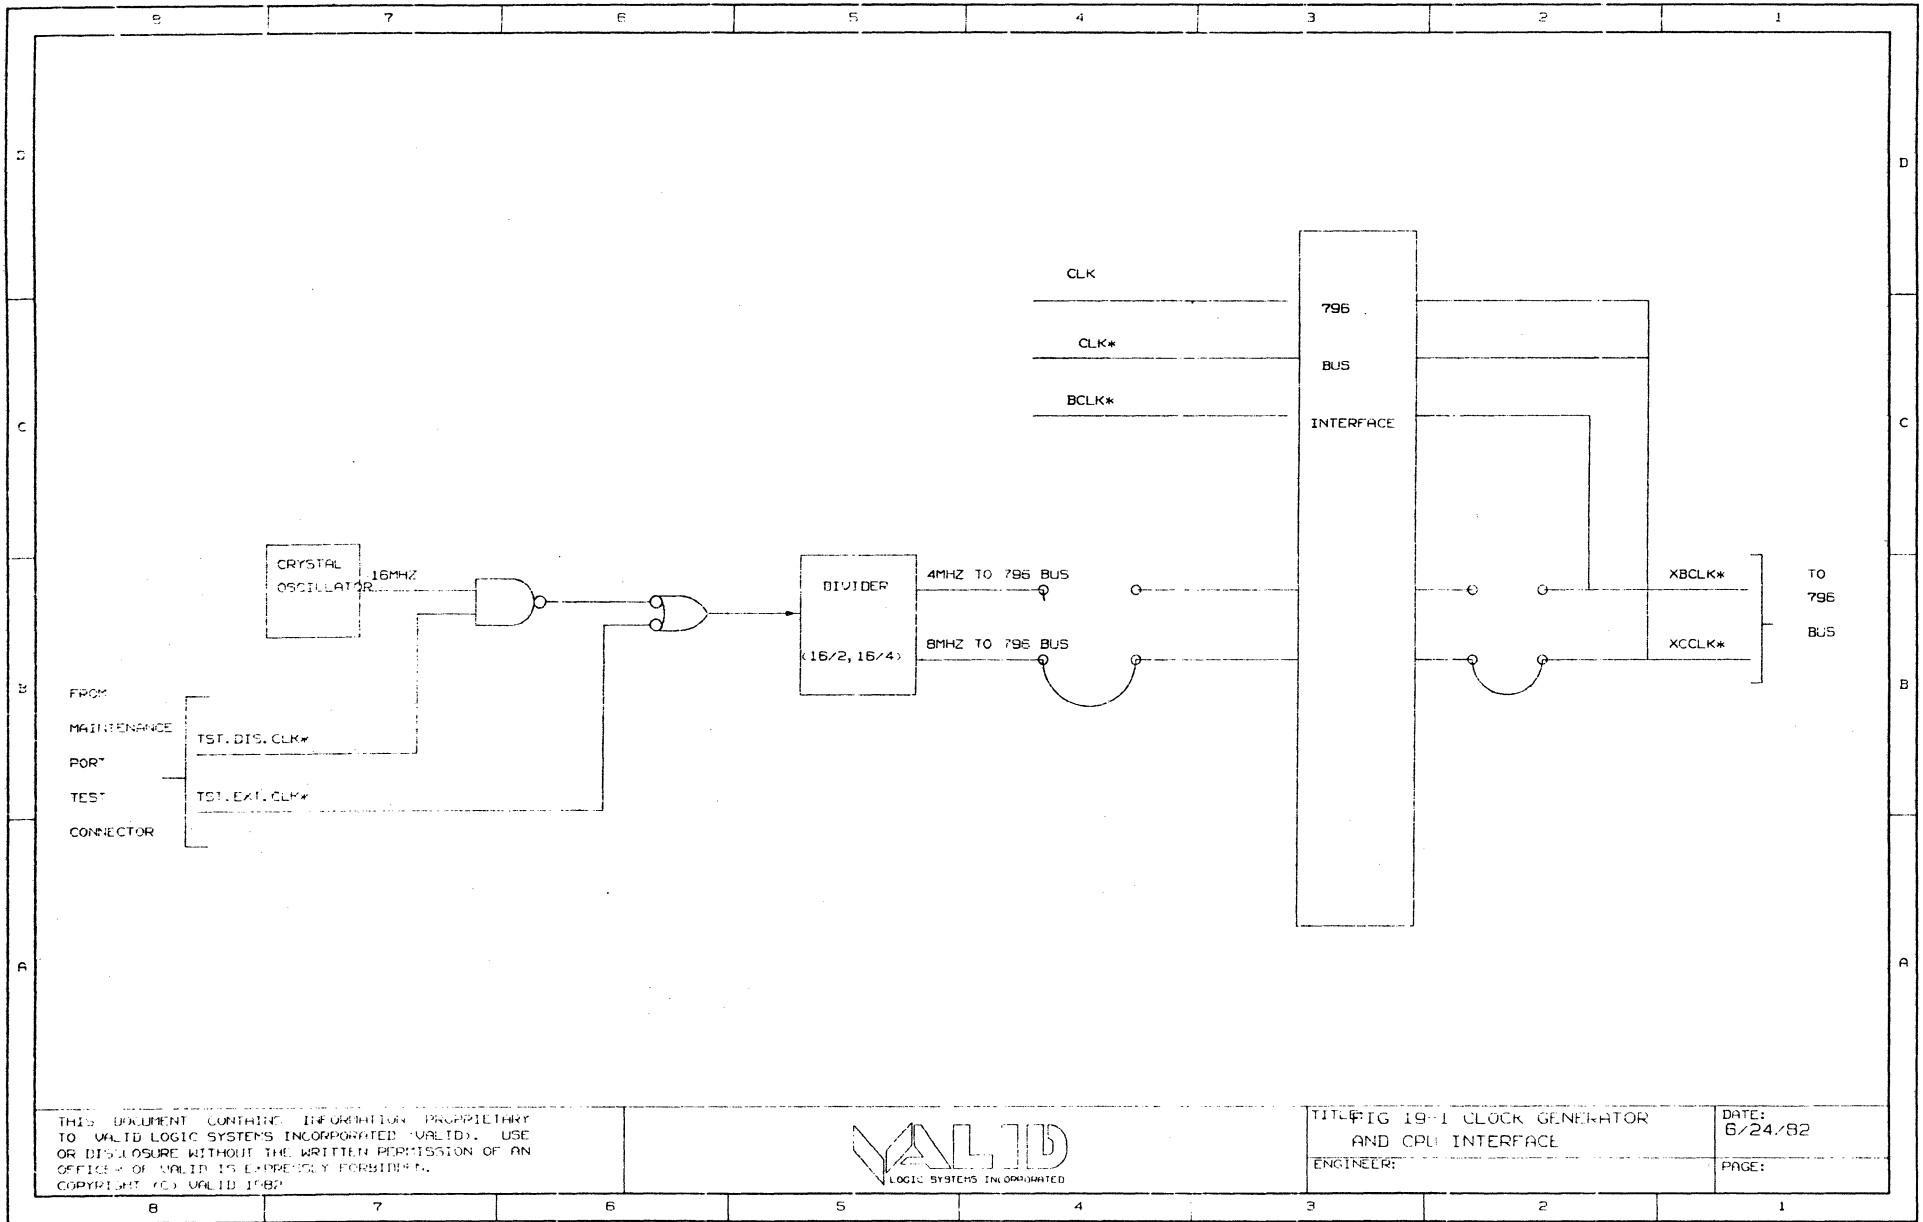 8 7 6 5 4 3 2 1
D D
CLK
796
CLK*
BUS
BCLK*
C INTERFACE C
CRYSTAL
OSCILLATOR
16MHZ
DIVIDER
(16/2,16/4)
4MHZ TO 796 BUS
8MHZ TO 796 BUS
XBCLK*
XCCLK*
TO
796
BUS
B B
FROM
MAINTENANCE
PORT
TEST
CONNECTOR
TST.DIS.CLK*
TST.EXT.CLK*
A A
THIS DOCUMENT CONTAINS INFORMATION PROPRIETARY
TO VALID LOGIC SYSTEMS INCORPORATED (VALID). USE
OR DISCLOSURE WITHOUT THE WRITTEN PERMISSION OF AN
OFFICER OF VALID IS EXPRESSLY FORBIDDEN.
COPYRIGHT (C) VALID 1982
VALID
LOGIC SYSTEMS INCORPORATED
TITLE: FIG 19-1 CLOCK GENERATOR
AND CPU INTERFACE
ENGINEER:
DATE:
6/24/82
PAGE:
8 7 6 5 4 3 2 1